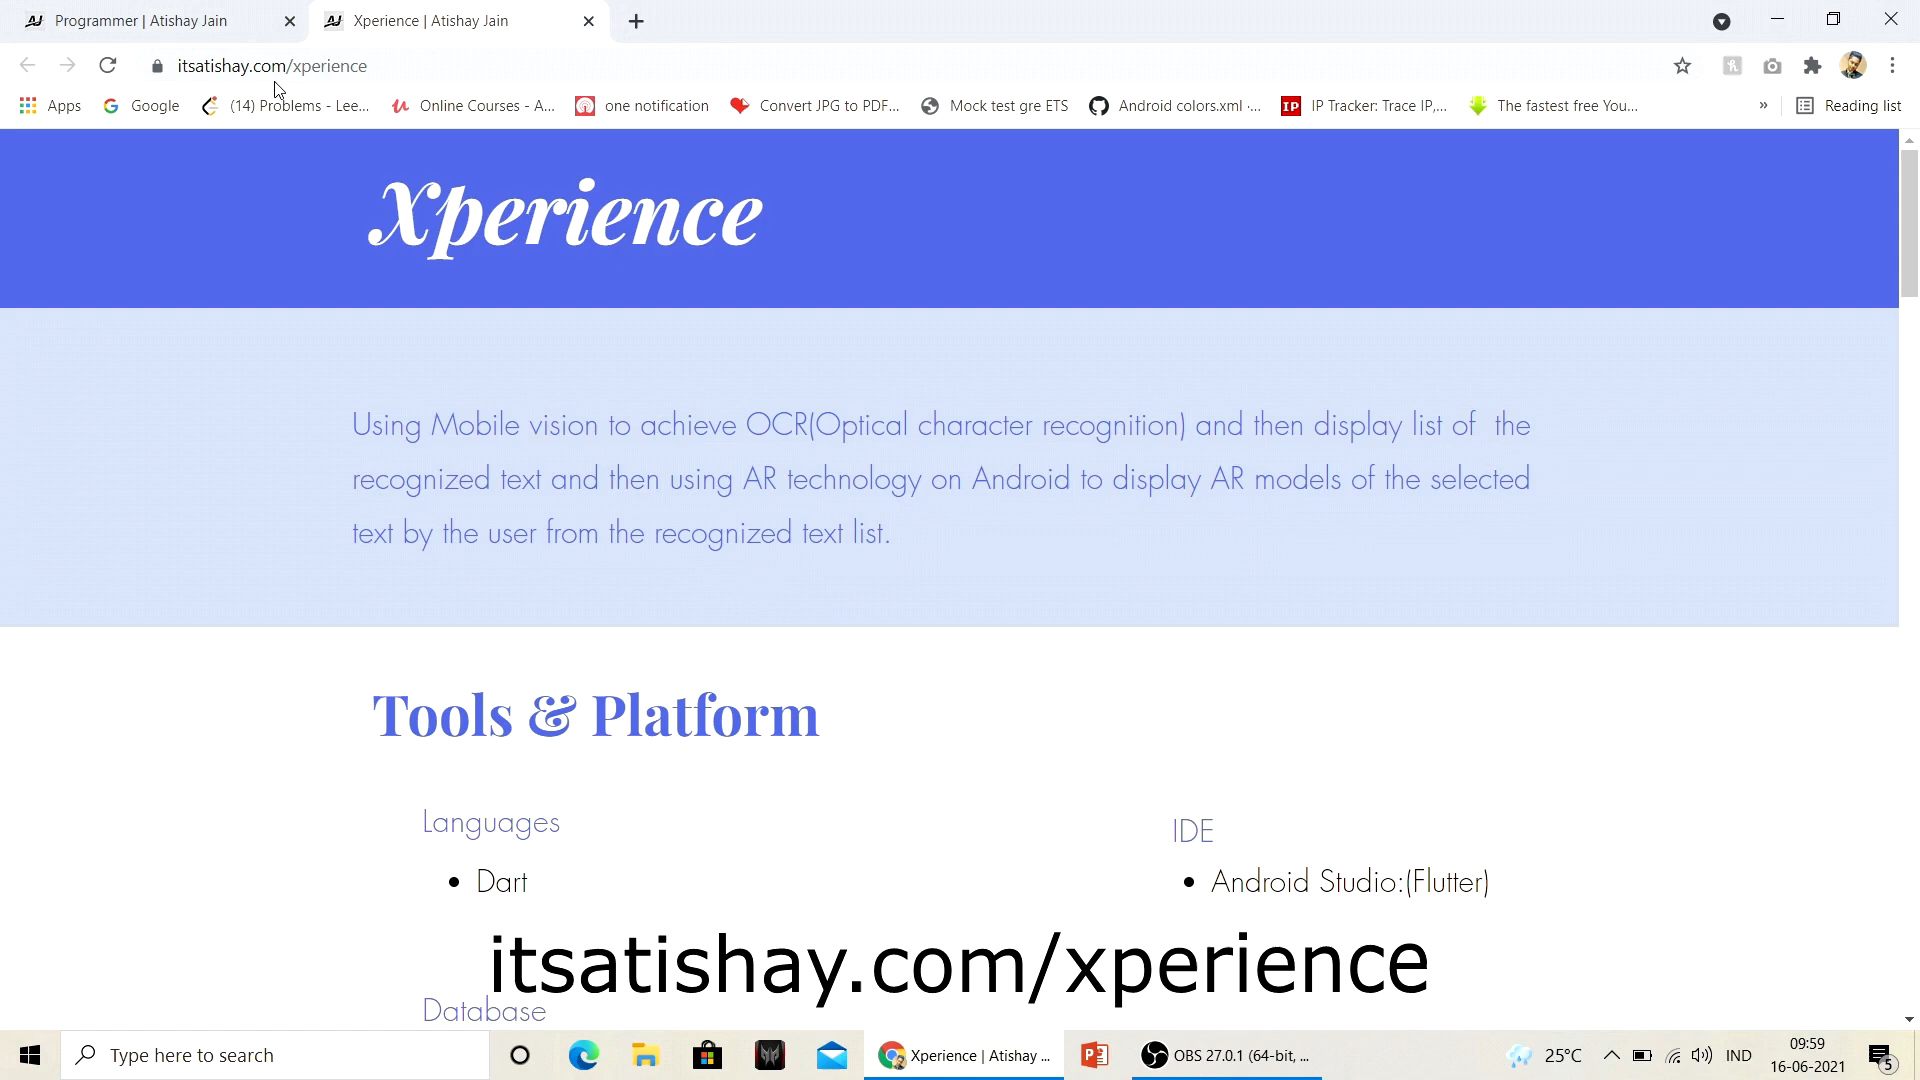 Programmer | Atishay Jain
Xperience | Atishay Jain
itsatishay.com/xperience
Apps
Google
(14) Problems - Lee...
Online Courses - A...
one notification
Convert JPG to PDF...
Mock test gre ETS
Android colors.xml ·...
IP
IP Tracker: Trace IP,...
The fastest free You...
»
Reading list
Xperience
Using Mobile vision to achieve OCR(Optical character recognition) and then display list of the
recognized text and then using AR technology on Android to display AR models of the selected
text by the user from the recognized text list.
Tools & Platform
Languages
IDE
• Dart
• Android Studio:(Flutter)
itsatishay.com/xperience
Database
Type here to search
Xperience | Atishay ...
OBS 27.0.1 (64-bit, ...
25°C
IND
09:59
16-06-2021
5